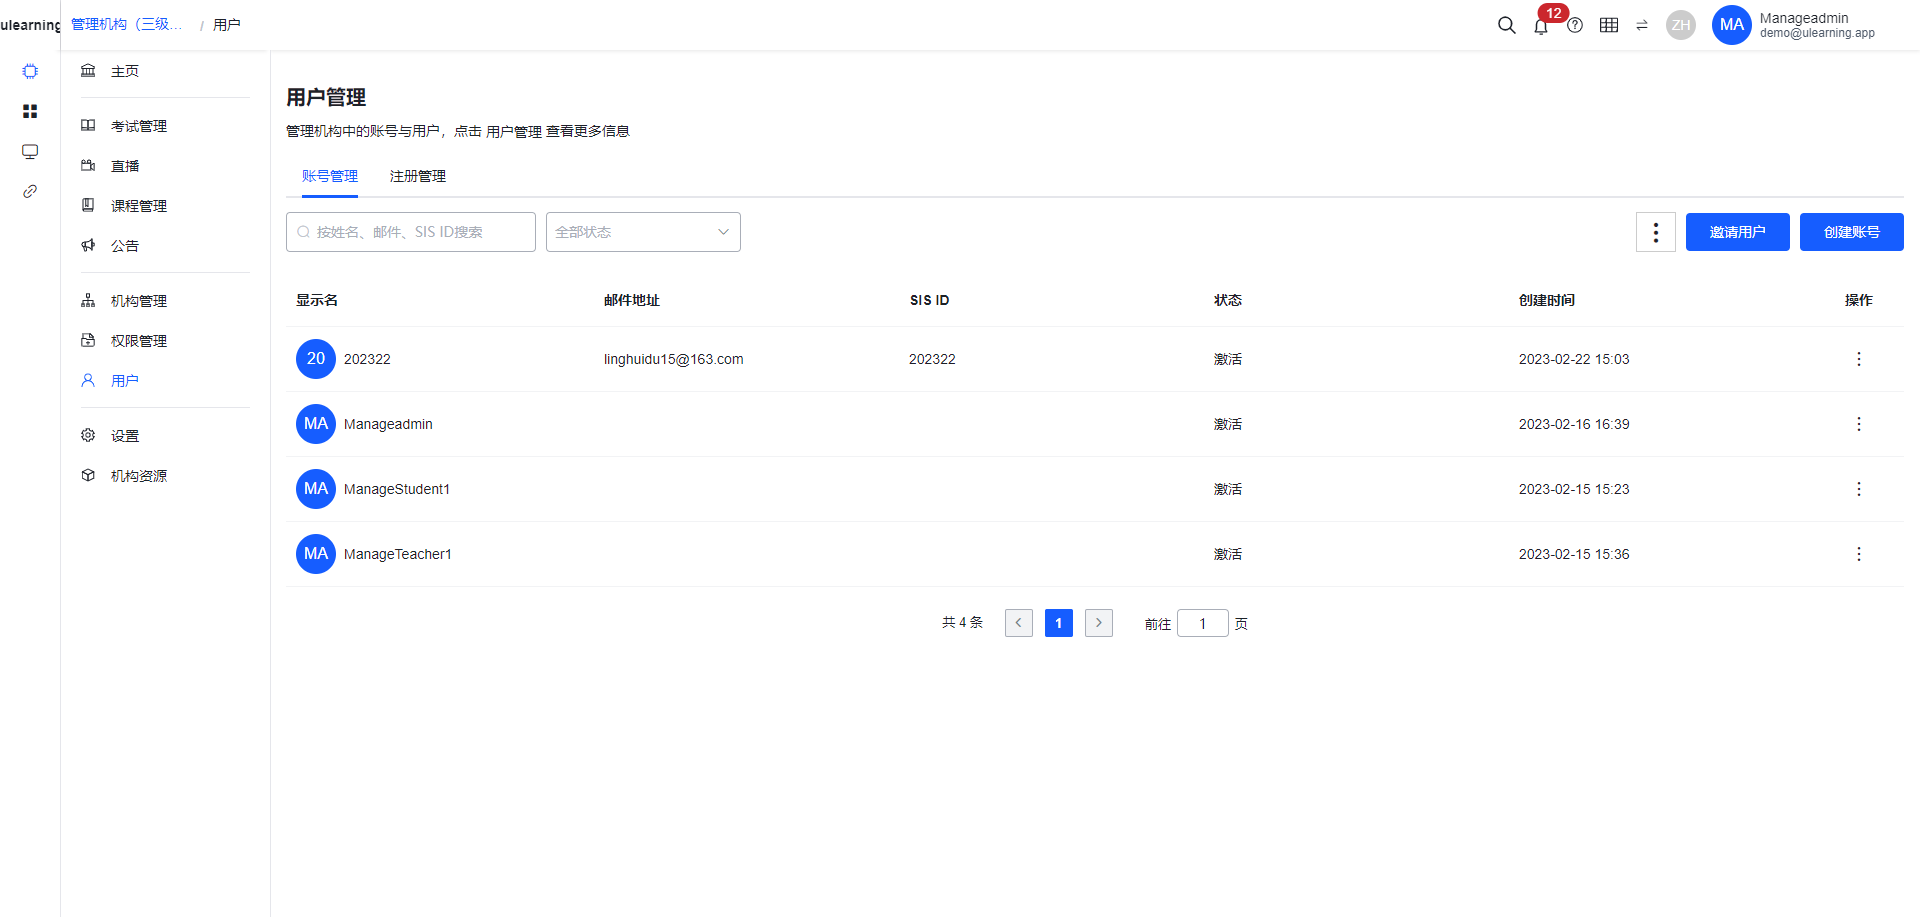 ulearning
管理机构（三级... / 用户
12
ZH
MA
Manageadmin
demo@ulearning.app
主页
考试管理
直播
课程管理
公告
机构管理
权限管理
用户
设置
机构资源
用户管理
管理机构中的账号与用户，点击 用户管理 查看更多信息
账号管理 注册管理
按姓名、邮件、SIS ID搜索 全部状态 邀请用户 创建账号
显示名 邮件地址 SIS ID 状态 创建时间 操作
20 202322 linghuidu15@163.com 202322 激活 2023-02-22 15:03
MA Manageadmin 激活 2023-02-16 16:39
MA ManageStudent1 激活 2023-02-15 15:23
MA ManageTeacher1 激活 2023-02-15 15:36
共 4 条 1 前往 1 页